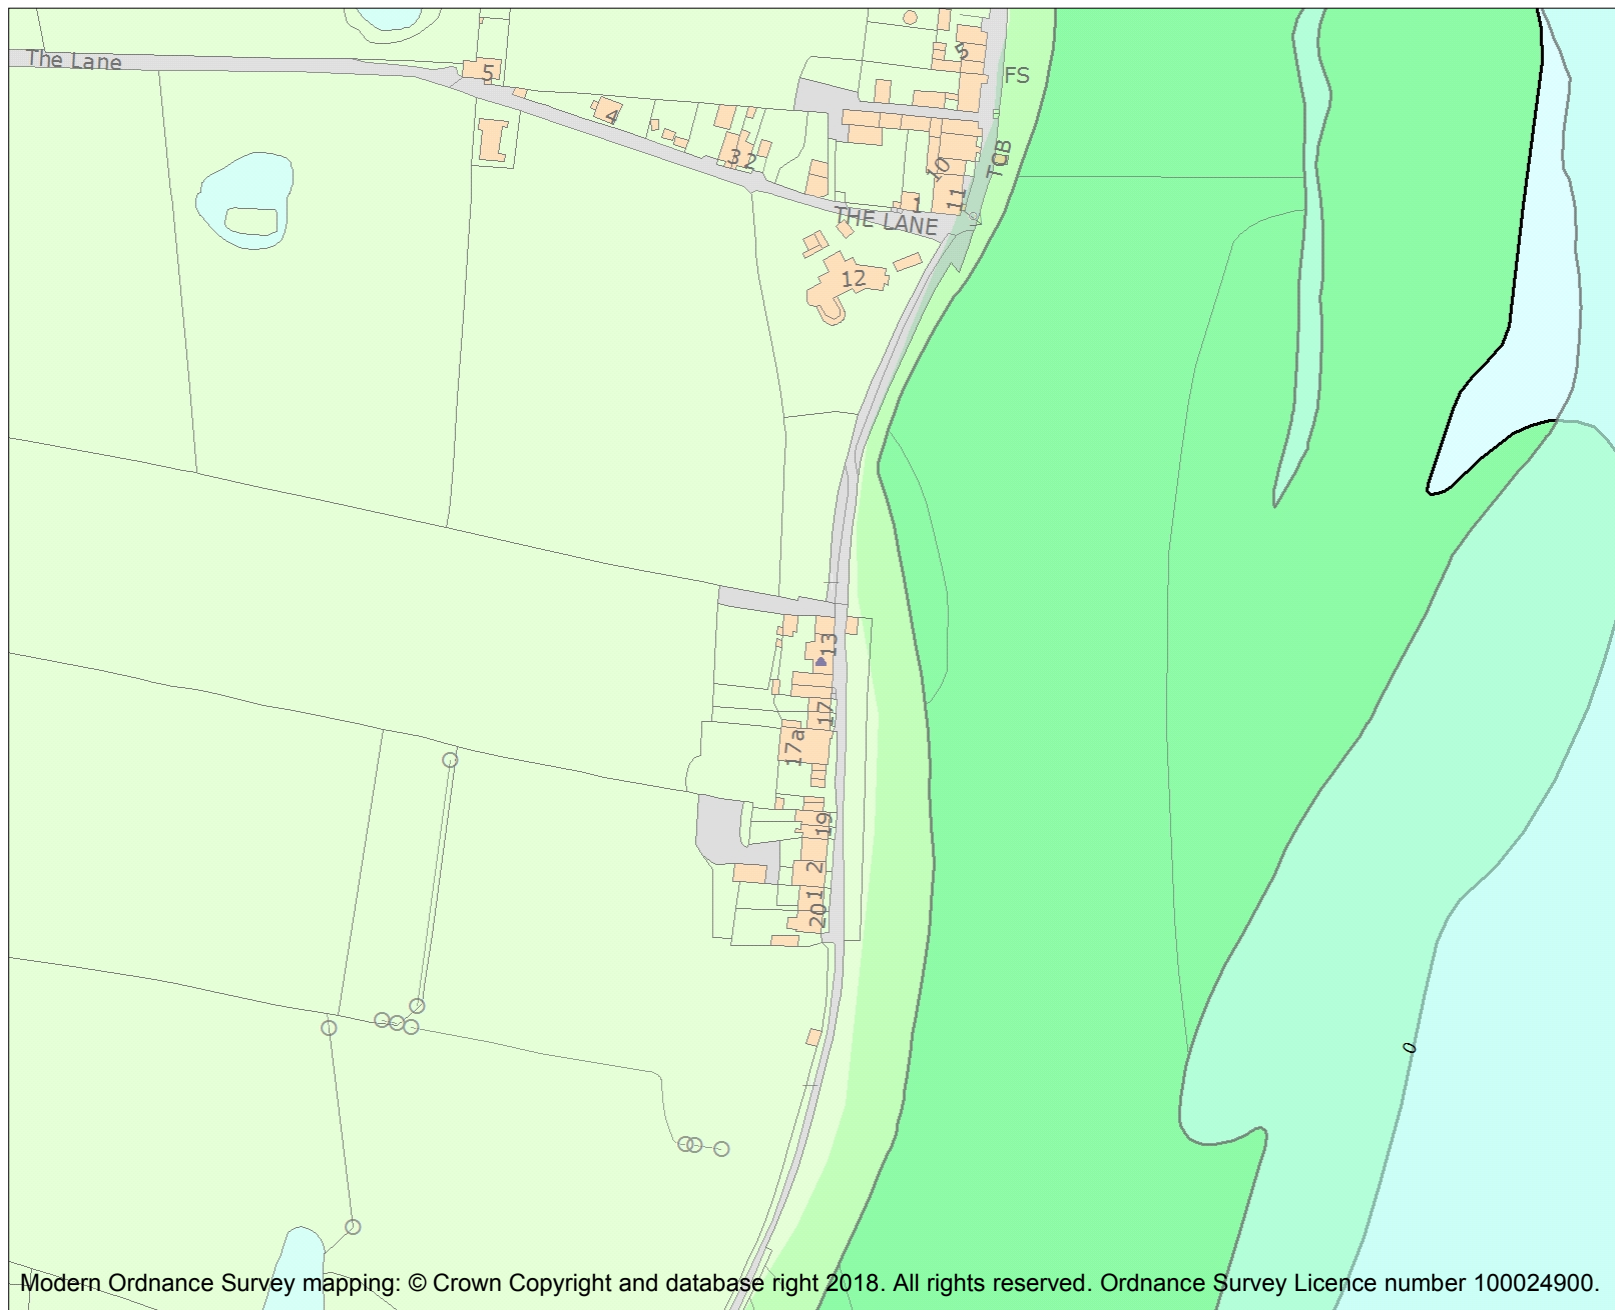 5
The Lane
5
FS
4
3 2
TCB
10
11
1
THE LANE
12
13
17
17a
19
2
1
20
0
Modern Ordnance Survey mapping: © Crown Copyright and database right 2018. All rights reserved. Ordnance Survey Licence number 100024900.